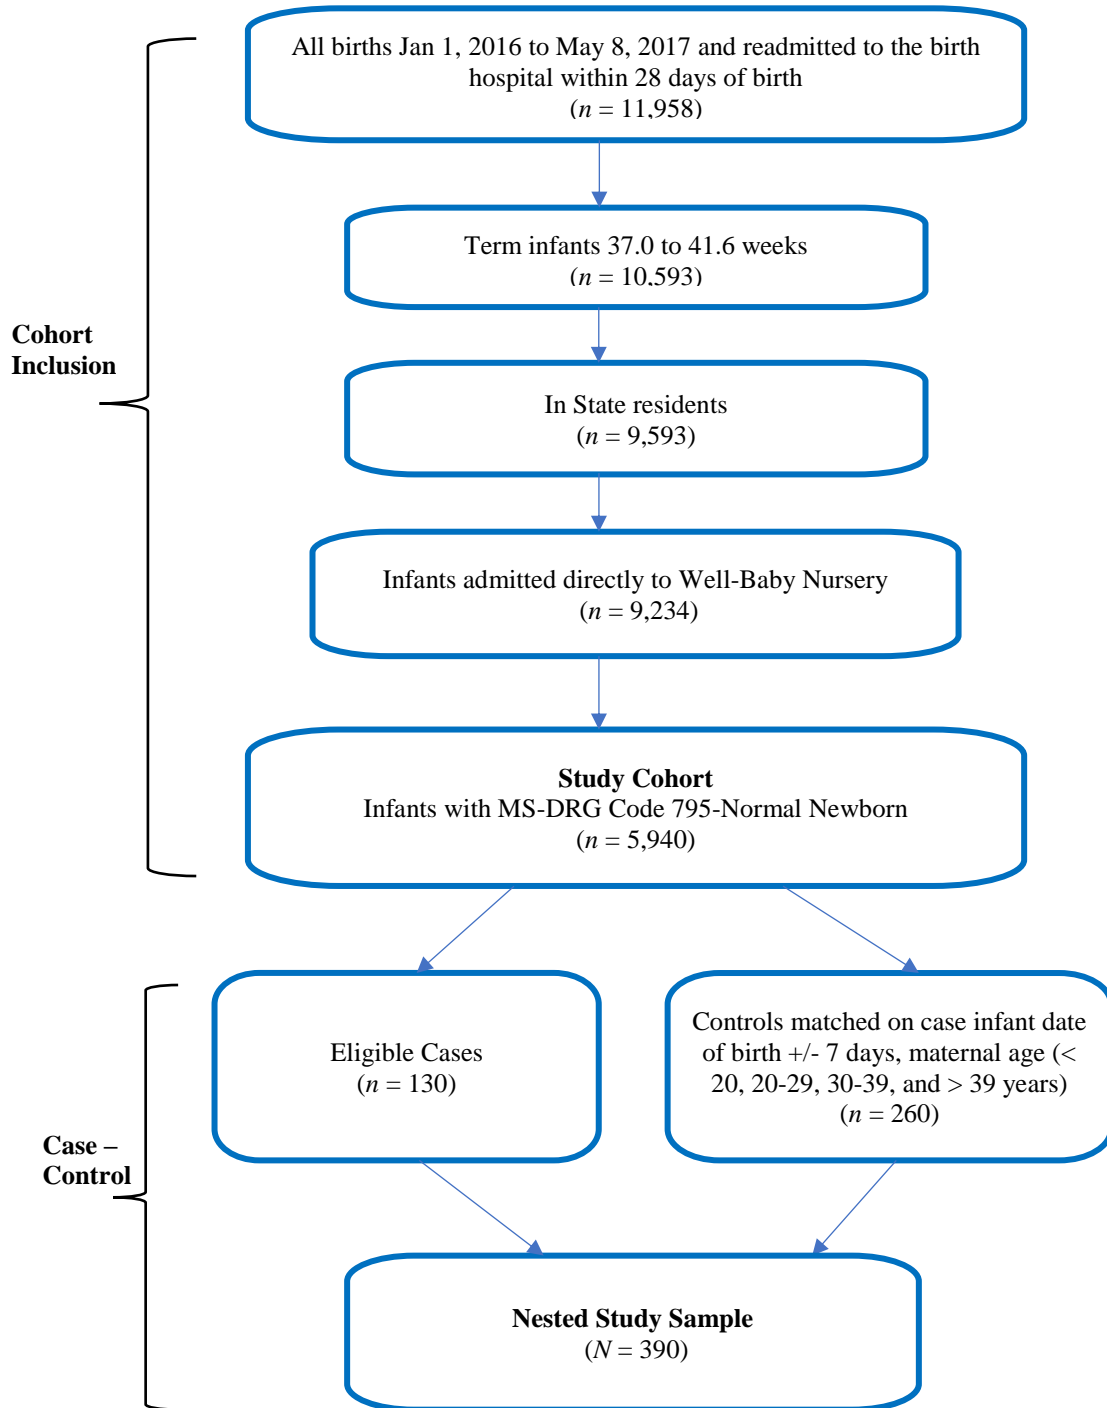 All births Jan 1, 2016 to May 8, 2017 and readmitted to the birth
hospital within 28 days of birth
(n = 11,958)
Term infants 37.0 to 41.6 weeks
(n = 10,593)
Cohort
Inclusion
In State residents
(n = 9,593)
Infants admitted directly to Well-Baby Nursery
(n = 9,234)
Study Cohort
Infants with MS-DRG Code 795-Normal Newborn
(n = 5,940)
Eligible Cases
(n = 130)
Controls matched on case infant date
of birth +/- 7 days, maternal age (<
20, 20-29, 30-39, and > 39 years)
(n = 260)
Case –
Control
Nested Study Sample
(N = 390)